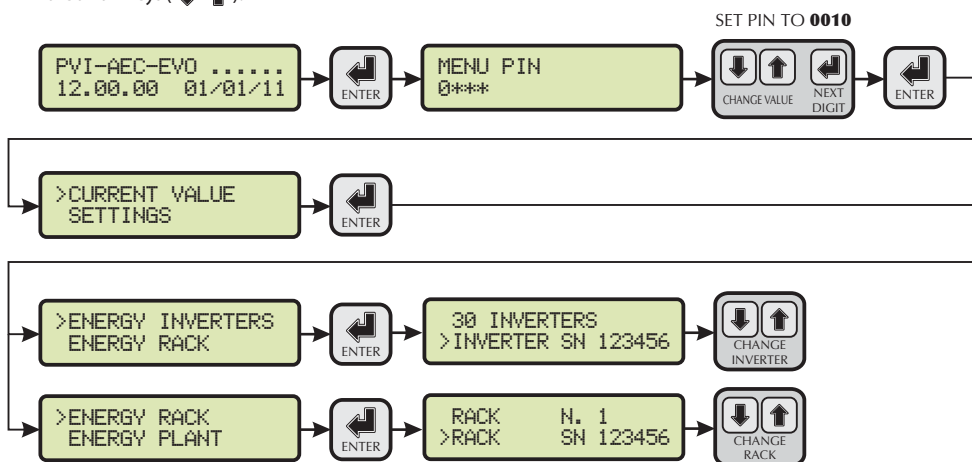 SET PIN TO 0010
PVI-AEC-EVO ......
12.00.00 01/01/11
ENTER
MENU PIN
0***
CHANGE VALUE
NEXT
DIGIT
ENTER
>CURRENT VALUE
SETTINGS
ENTER
>ENERGY INVERTERS
ENERGY RACK
ENTER
30 INVERTERS
>INVERTER SN 123456
CHANGE
INVERTER
>ENERGY RACK
ENERGY PLANT
ENTER
RACK N. 1
>RACK SN 123456
CHANGE
RACK